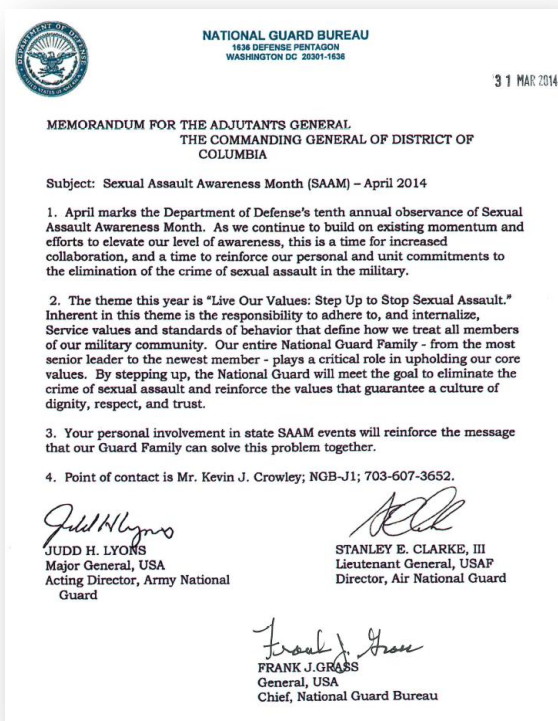 DEPARTMENT OF DEFENSE
UNITED STATES OF AMERICA
NATIONAL GUARD BUREAU
1636 DEFENSE PENTAGON
WASHINGTON DC 20301-1636
31 MAR 2014
MEMORANDUM FOR THE ADJUTANTS GENERAL
THE COMMANDING GENERAL OF DISTRICT OF
COLUMBIA
Subject: Sexual Assault Awareness Month (SAAM) – April 2014
1. April marks the Department of Defense's tenth annual observance of Sexual
Assault Awareness Month. As we continue to build on existing momentum and
efforts to elevate our level of awareness, this is a time for increased
collaboration, and a time to reinforce our personal and unit commitments to
the elimination of the crime of sexual assault in the military.
2. The theme this year is "Live Our Values: Step Up to Stop Sexual Assault."
Inherent in this theme is the responsibility to adhere to, and internalize,
Service values and standards of behavior that define how we treat all members
of our military community. Our entire National Guard Family - from the most
senior leader to the newest member - plays a critical role in upholding our core
values. By stepping up, the National Guard will meet the goal to eliminate the
crime of sexual assault and reinforce the values that guarantee a culture of
dignity, respect, and trust.
3. Your personal involvement in state SAAM events will reinforce the message
that our Guard Family can solve this problem together.
4. Point of contact is Mr. Kevin J. Crowley; NGB-J1; 703-607-3652.
Judd H Lyons
JUDD H. LYONS
Major General, USA
Acting Director, Army National
Guard
STANLEY E. CLARKE, III
Lieutenant General, USAF
Director, Air National Guard
Frank J. Grass
FRANK J.GRASS
General, USA
Chief, National Guard Bureau